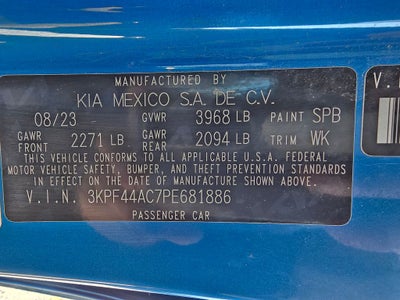 MANUFACTURED BY
KIA MEXICO S.A. DE C.V.
08/23 GVWR 3968 LB PAINT SPB
GAWR FRONT 2271 LB GAWR REAR 2094 LB TRIM WK
THIS VEHICLE CONFORMS TO ALL APPLICABLE U.S.A. FEDERAL
MOTOR VEHICLE SAFETY, BUMPER, AND THEFT PREVENTION STANDARDS
IN EFFECT ON THE DATE OF MANUFACTURE SHOWN ABOVE.
V.I.N. 3KPF44AC7PE681886
PASSENGER CAR
V.I